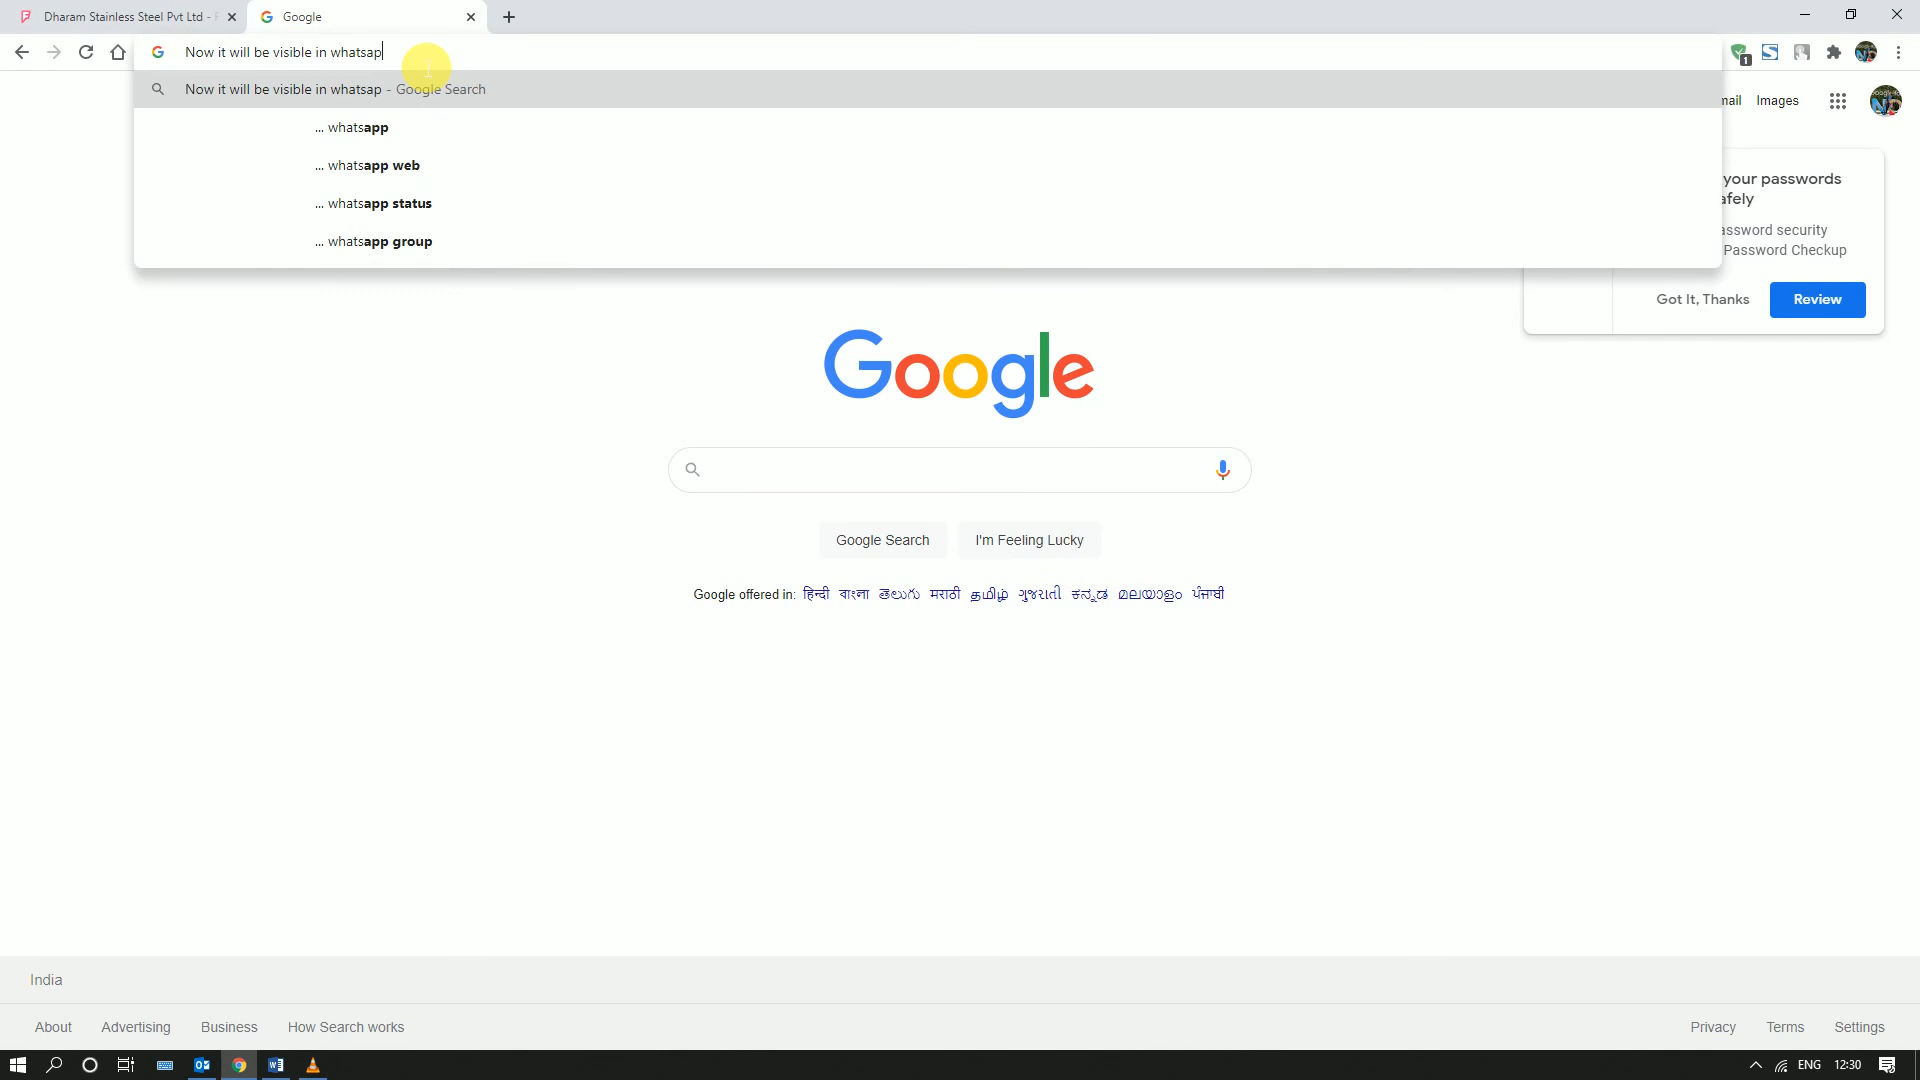 Dharam Stainless Steel Pvt Ltd -
Google
Now it will be visible in whatsap
1
Now it will be visible in whatsap - Google Search
... whatsapp
... whatsapp web
... whatsapp status
... whatsapp group
mail Images
your passwords
afely
assword security
Password Checkup
Got It, Thanks
Review
Google
Google Search
I'm Feeling Lucky
Google offered in: हिन्दी বাংলা తెలుగు मराठी தமிழ் ગુજરાતી ಕನ್ನಡ മലയാളം ਪੰਜਾਬੀ
India
About Advertising Business How Search works
Privacy Terms Settings
ENG 12:30